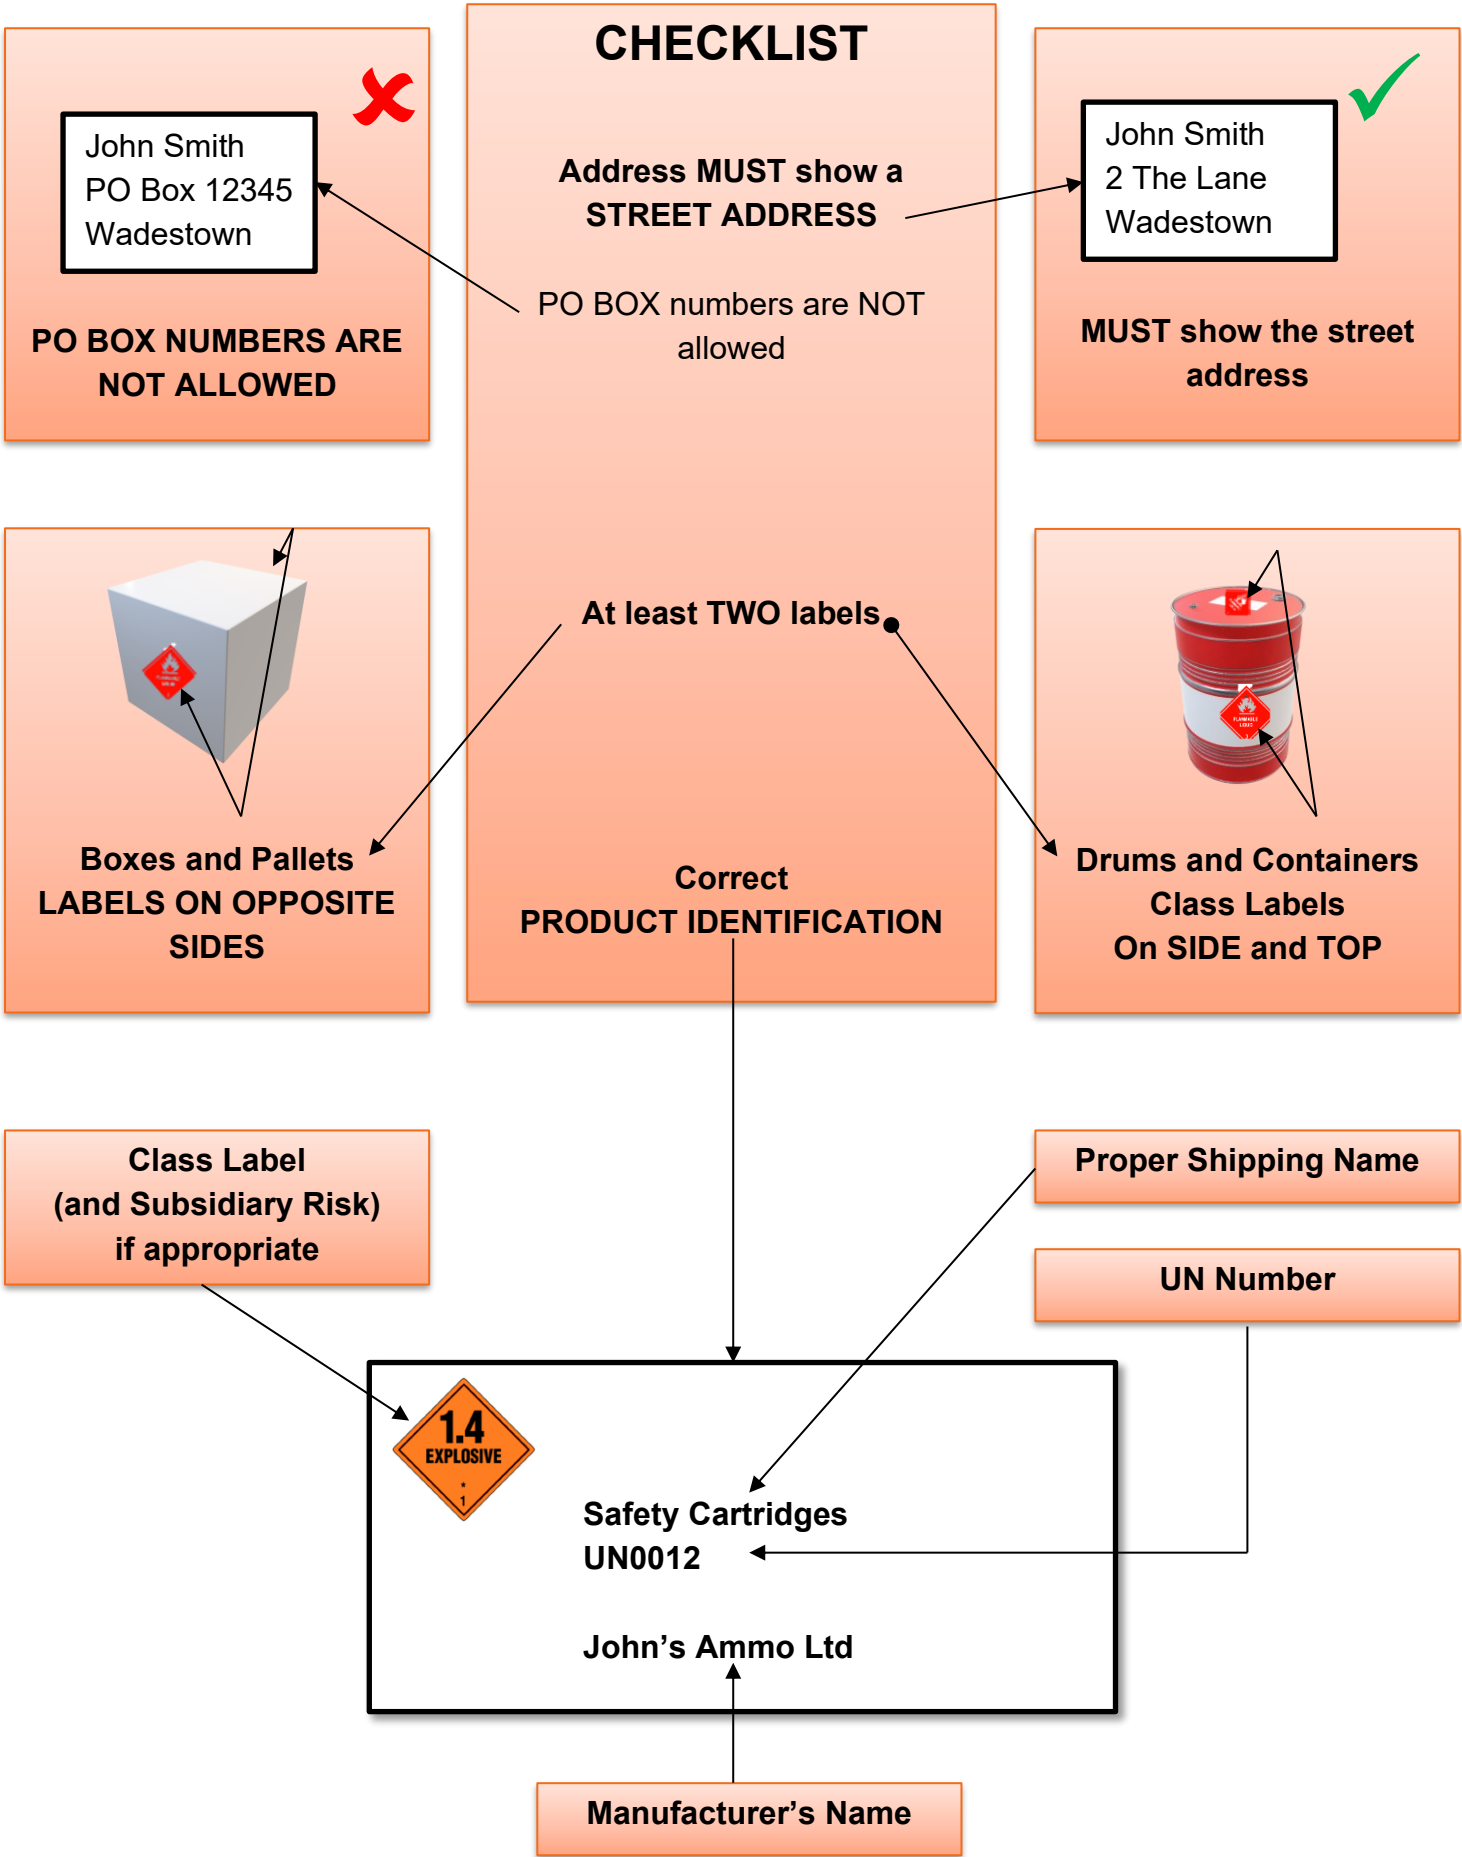 CHECKLIST
John Smith
PO Box 12345
Wadestown
PO BOX NUMBERS ARE
NOT ALLOWED
Address MUST show a
STREET ADDRESS
PO BOX numbers are NOT
allowed
John Smith
2 The Lane
Wadestown
MUST show the street
address
At least TWO labels
Boxes and Pallets
LABELS ON OPPOSITE
SIDES
FLAMMABLE
LIQUID
Drums and Containers
Class Labels
On SIDE and TOP
Correct
PRODUCT IDENTIFICATION
Class Label
(and Subsidiary Risk)
if appropriate
Proper Shipping Name
UN Number
1.4
EXPLOSIVE
*
1
Safety Cartridges
UN0012
John’s Ammo Ltd
Manufacturer’s Name